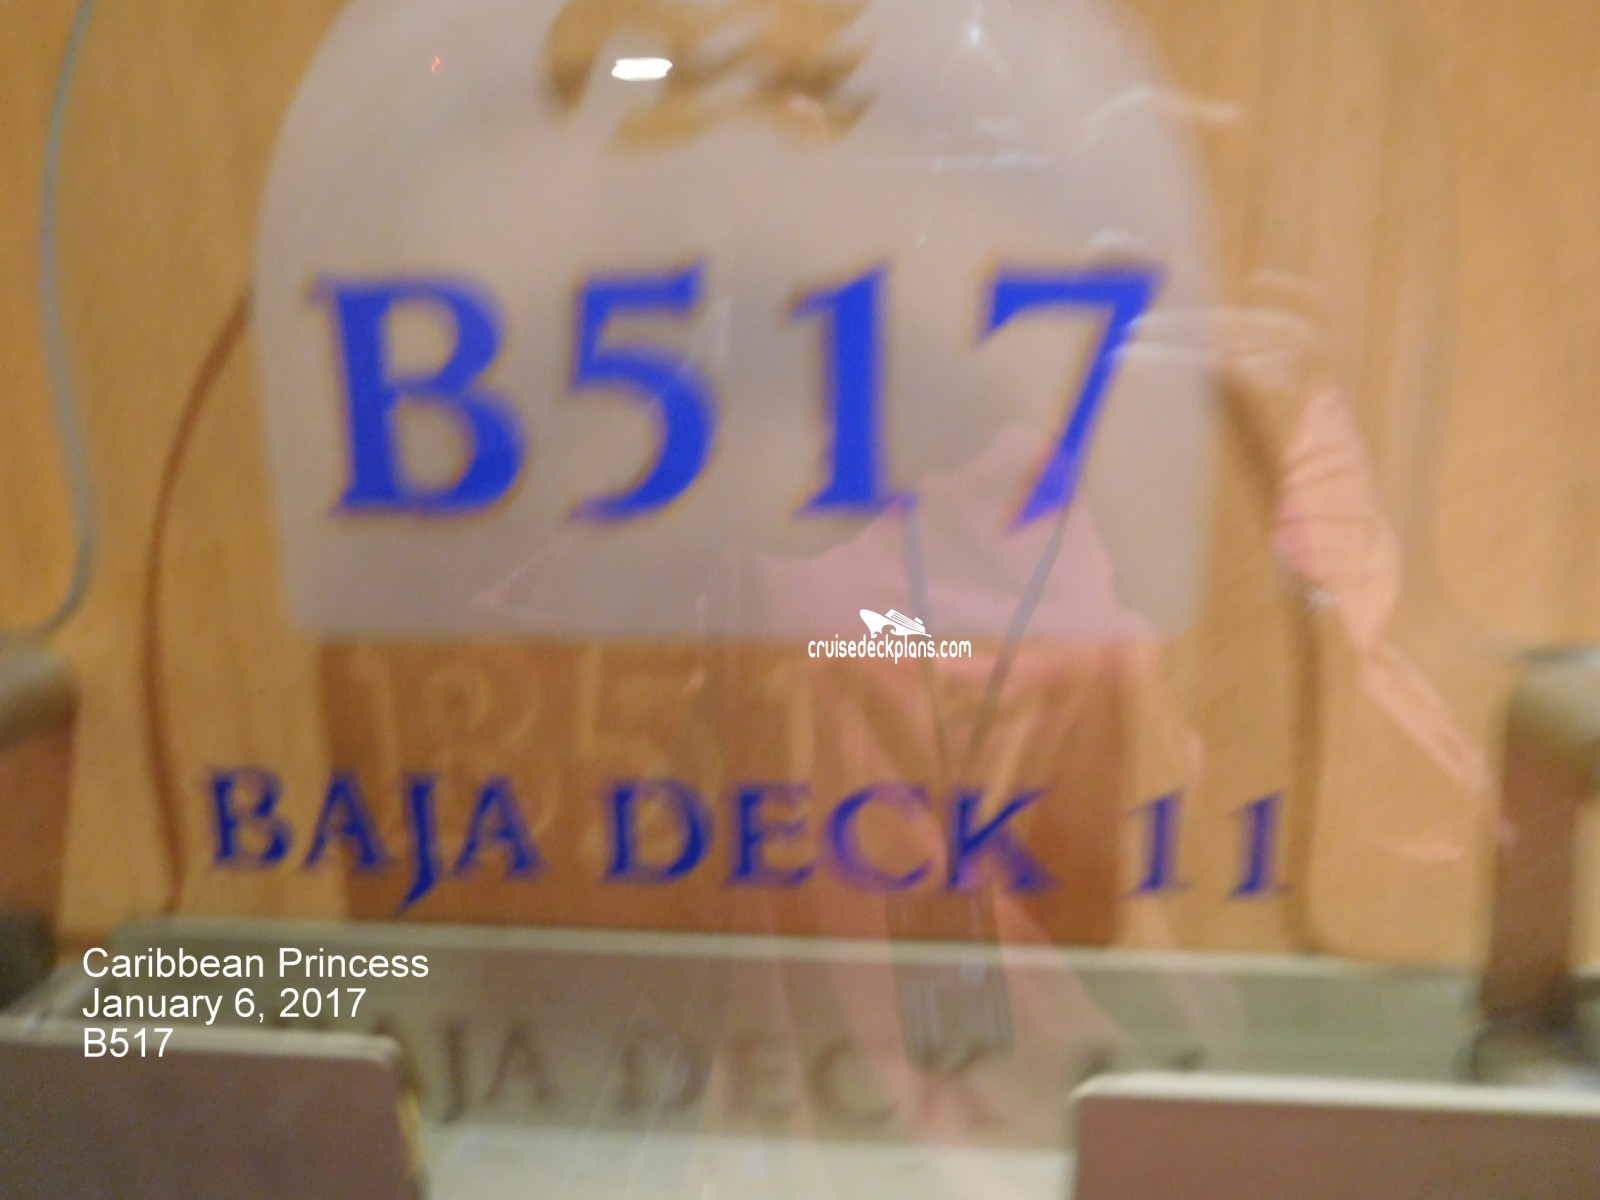 B517
cruisedeckplans.com
BAJA DECK 11
Caribbean Princess
January 6, 2017
B517